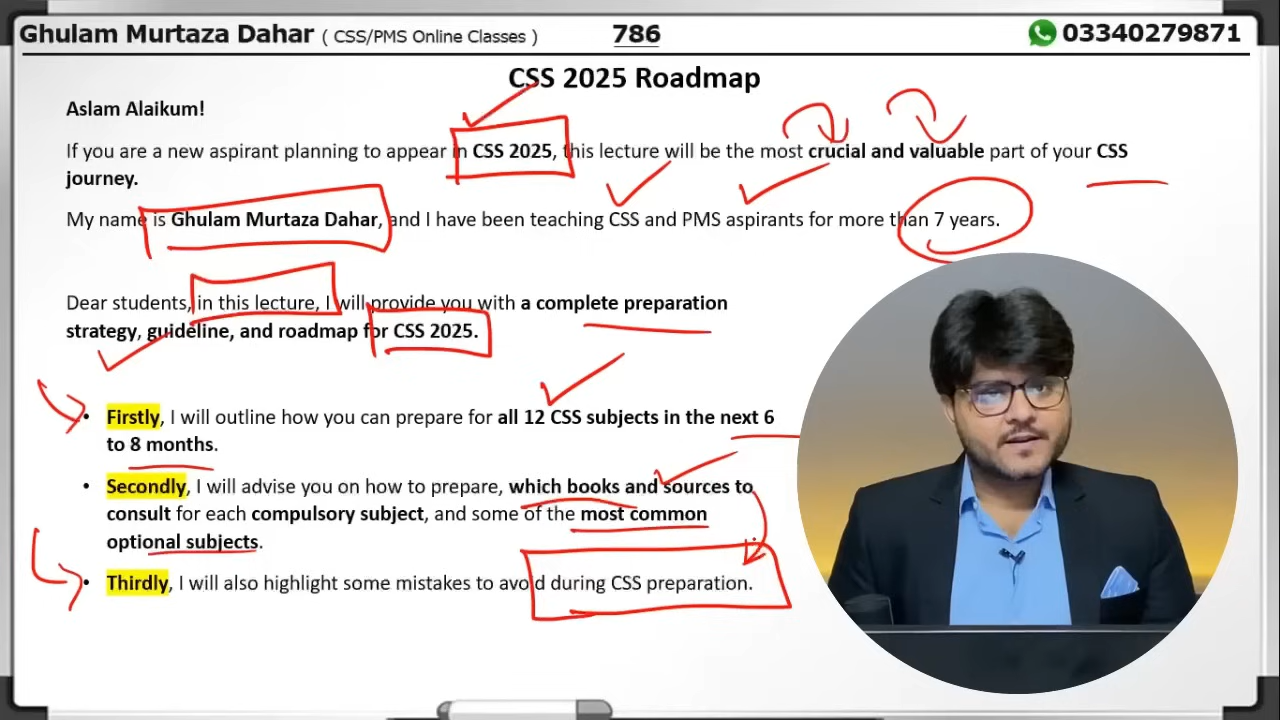 Ghulam Murtaza Dahar ( CSS/PMS Online Classes ) 786 03340279871
CSS 2025 Roadmap
Aslam Alaikum!
If you are a new aspirant planning to appear in CSS 2025, this lecture will be the most crucial and valuable part of your CSS
journey.
My name is Ghulam Murtaza Dahar, and I have been teaching CSS and PMS aspirants for more than 7 years.
Dear students, in this lecture, I will provide you with a complete preparation
strategy, guideline, and roadmap for CSS 2025.
• Firstly, I will outline how you can prepare for all 12 CSS subjects in the next 6
to 8 months.
• Secondly, I will advise you on how to prepare, which books and sources to
consult for each compulsory subject, and some of the most common
optional subjects.
• Thirdly, I will also highlight some mistakes to avoid during CSS preparation.